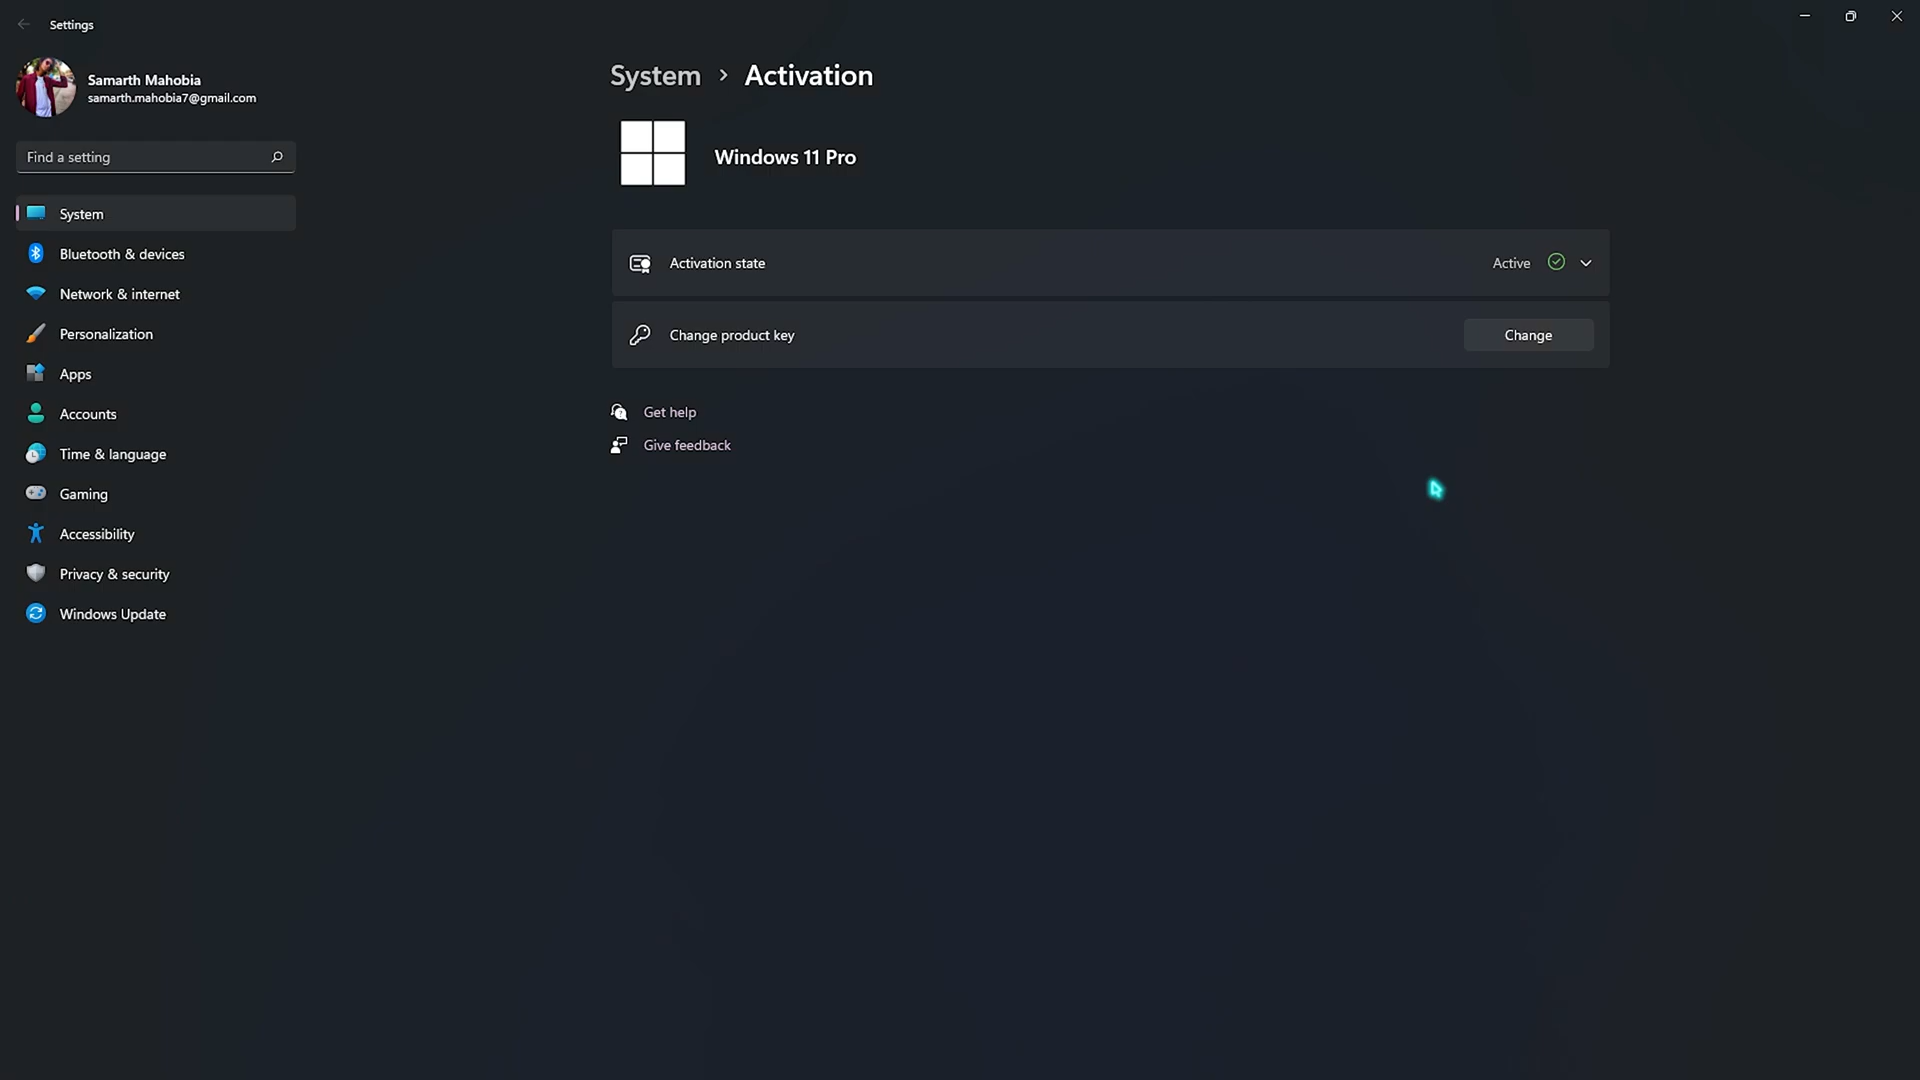 Settings
Samarth Mahobia
samarth.mahobia7@gmail.com
Find a setting
System
Bluetooth & devices
Network & internet
Personalization
Apps
Accounts
Time & language
Gaming
Accessibility
Privacy & security
Windows Update
System > Activation
Windows 11 Pro
Activation state Active
Change product key Change
Get help
Give feedback